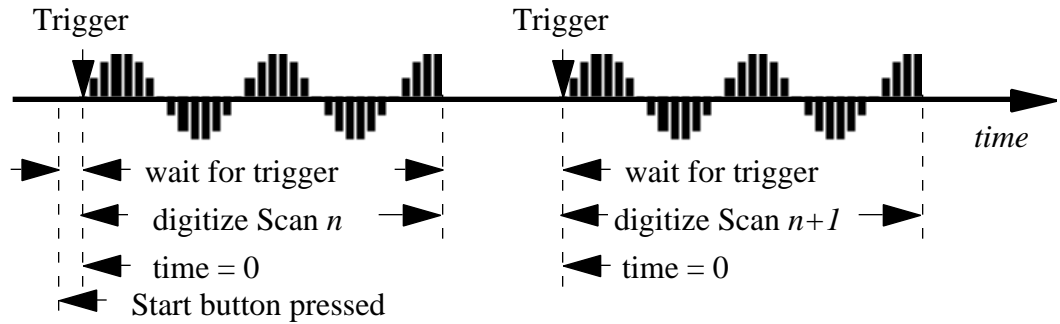 Trigger Trigger
time
wait for trigger wait for trigger
digitize Scan n digitize Scan n+1
time = 0 time = 0
Start button pressed